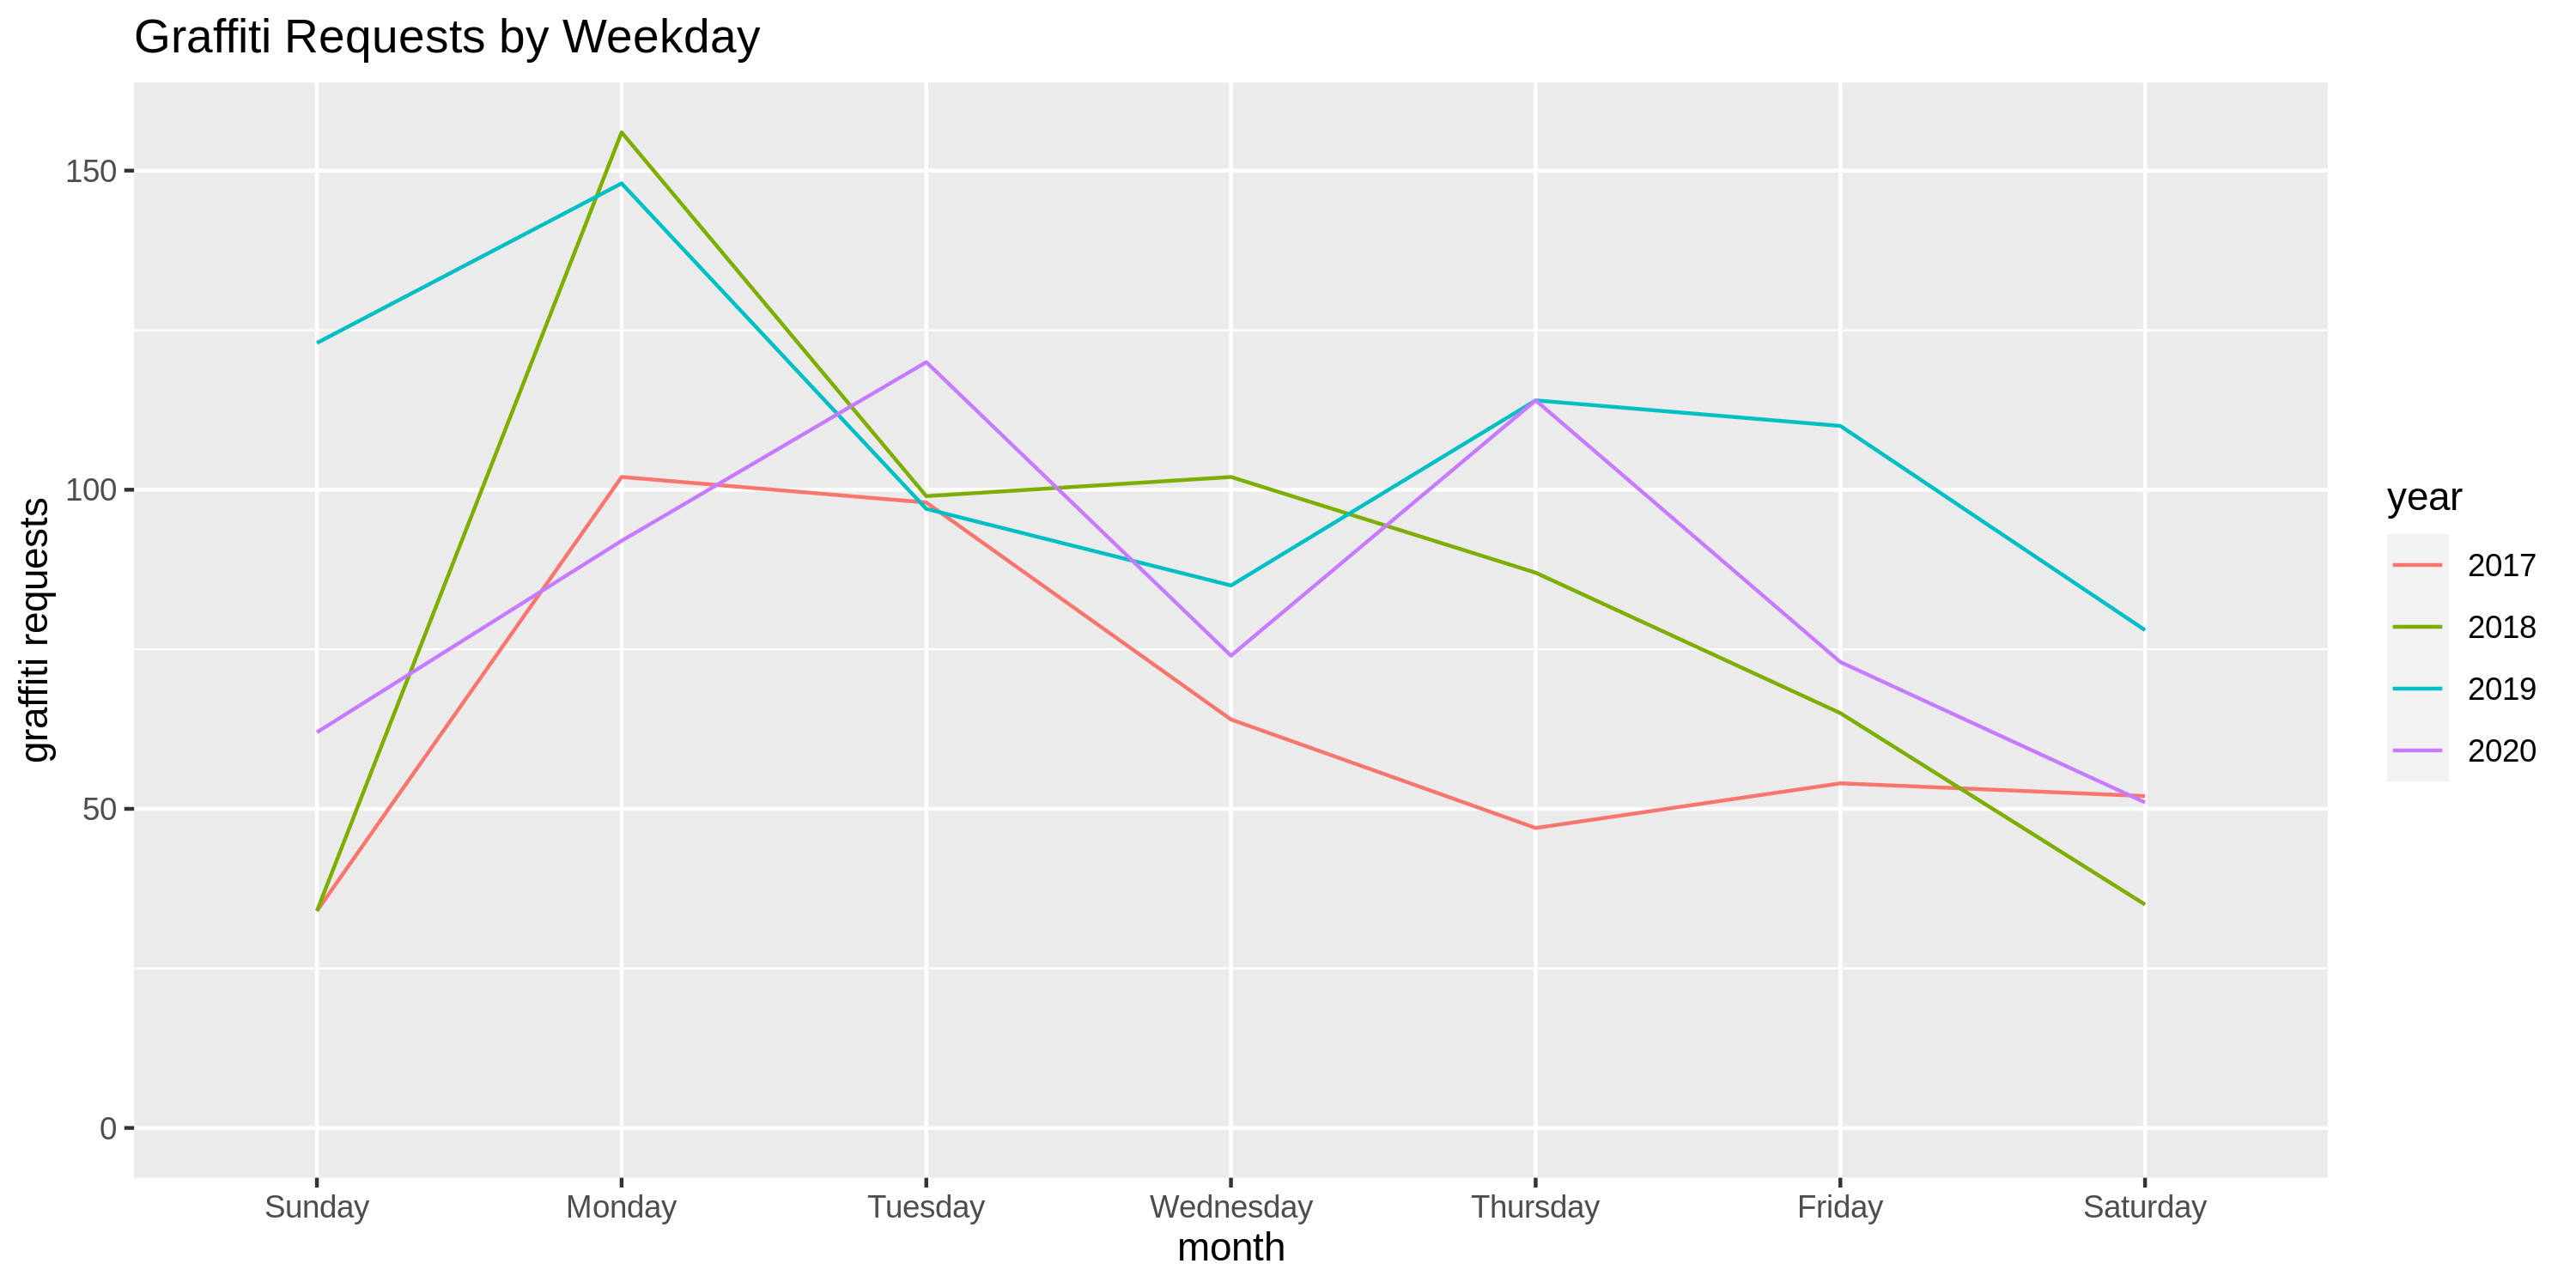 Graffiti Requests by Weekday
graffiti requests
150
100
50
0
Sunday Monday Tuesday Wednesday Thursday Friday Saturday
month
year
2017
2018
2019
2020